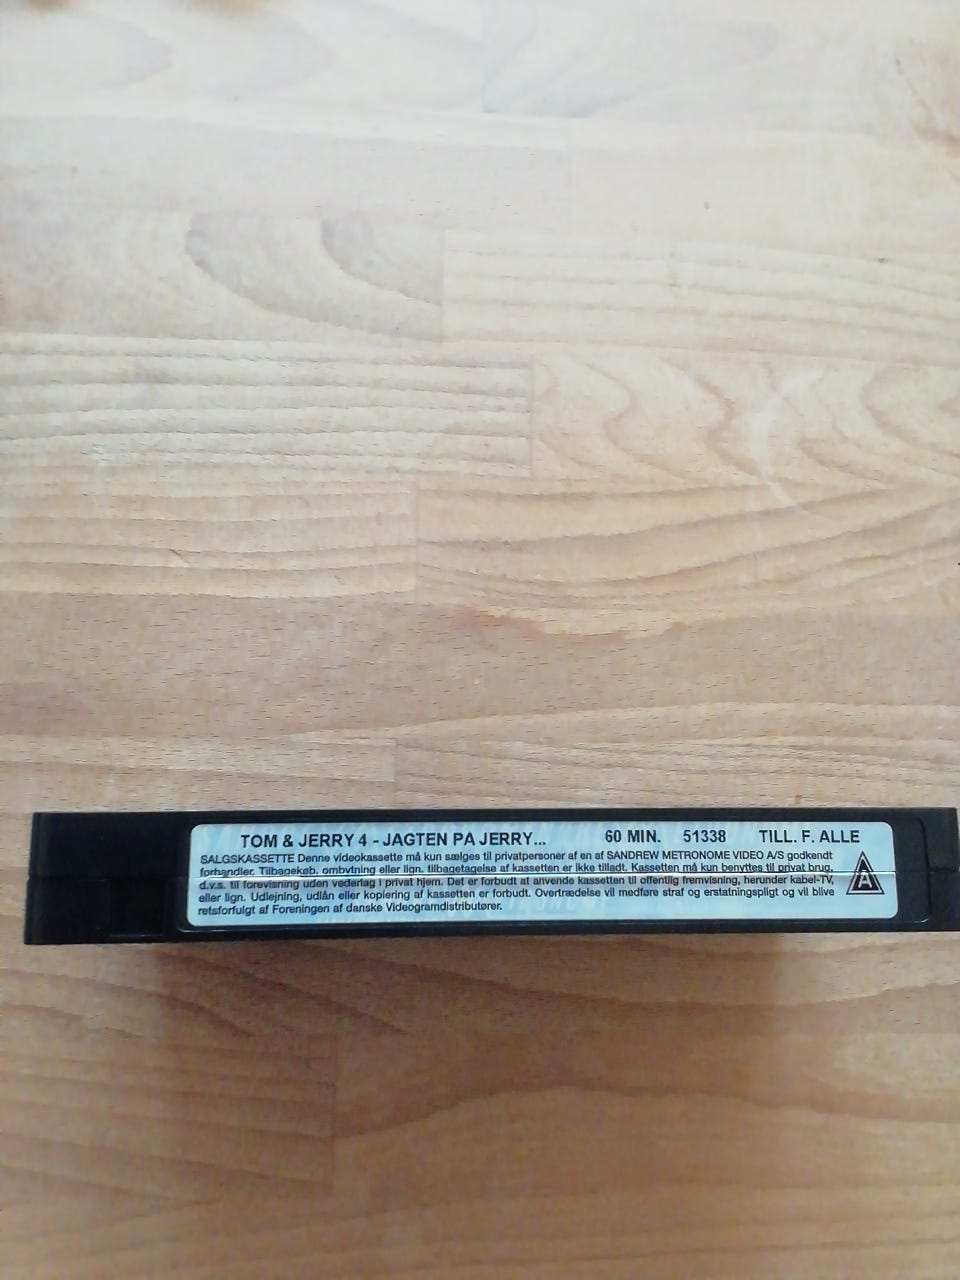 TOM & JERRY 4 - JAGTEN PA JERRY... 60 MIN. 51338 TILL. F. ALLE
SALGSKASSETTE Denne videokassette må kun sælges til privatpersoner af en af SANDREW METRONOME VIDEO A/S godkendt
forhandler. Tilbagekøb, ombytning eller lign. tilbagetagelse af kassetten er ikke tilladt. Kassetten må kun benyttes til privat brug,
d.v.s. til forevisning uden vederlag i privat hjem. Det er forbudt at anvende kassetten til offentlig fremvisning, herunder kabel-TV,
eller lign. Udlejning, udlån eller kopiering af kassetten er forbudt. Overtrædelse vil medføre straf og erstatningspligt og vil blive
retsforfulgt af Foreningen af danske Videogramdistributører.
A